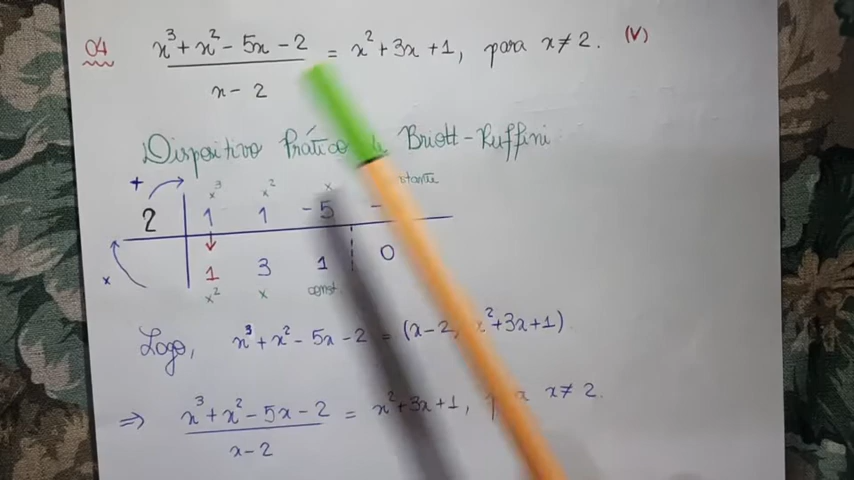 04 x³ + x² - 5x - 2 = x² + 3x + 1, para x ≠ 2. (V)
x - 2
Dispositivo Prático Briott-Ruffini
+ x³ x² x
2 1 1 -5 -
x 1 3 1 0
x² x const
Logo, x³ + x² - 5x - 2 = (x - 2 x² + 3x + 1)
⇒ x³ + x² - 5x - 2 = x² + 3x + 1, x ≠ 2.
x - 2